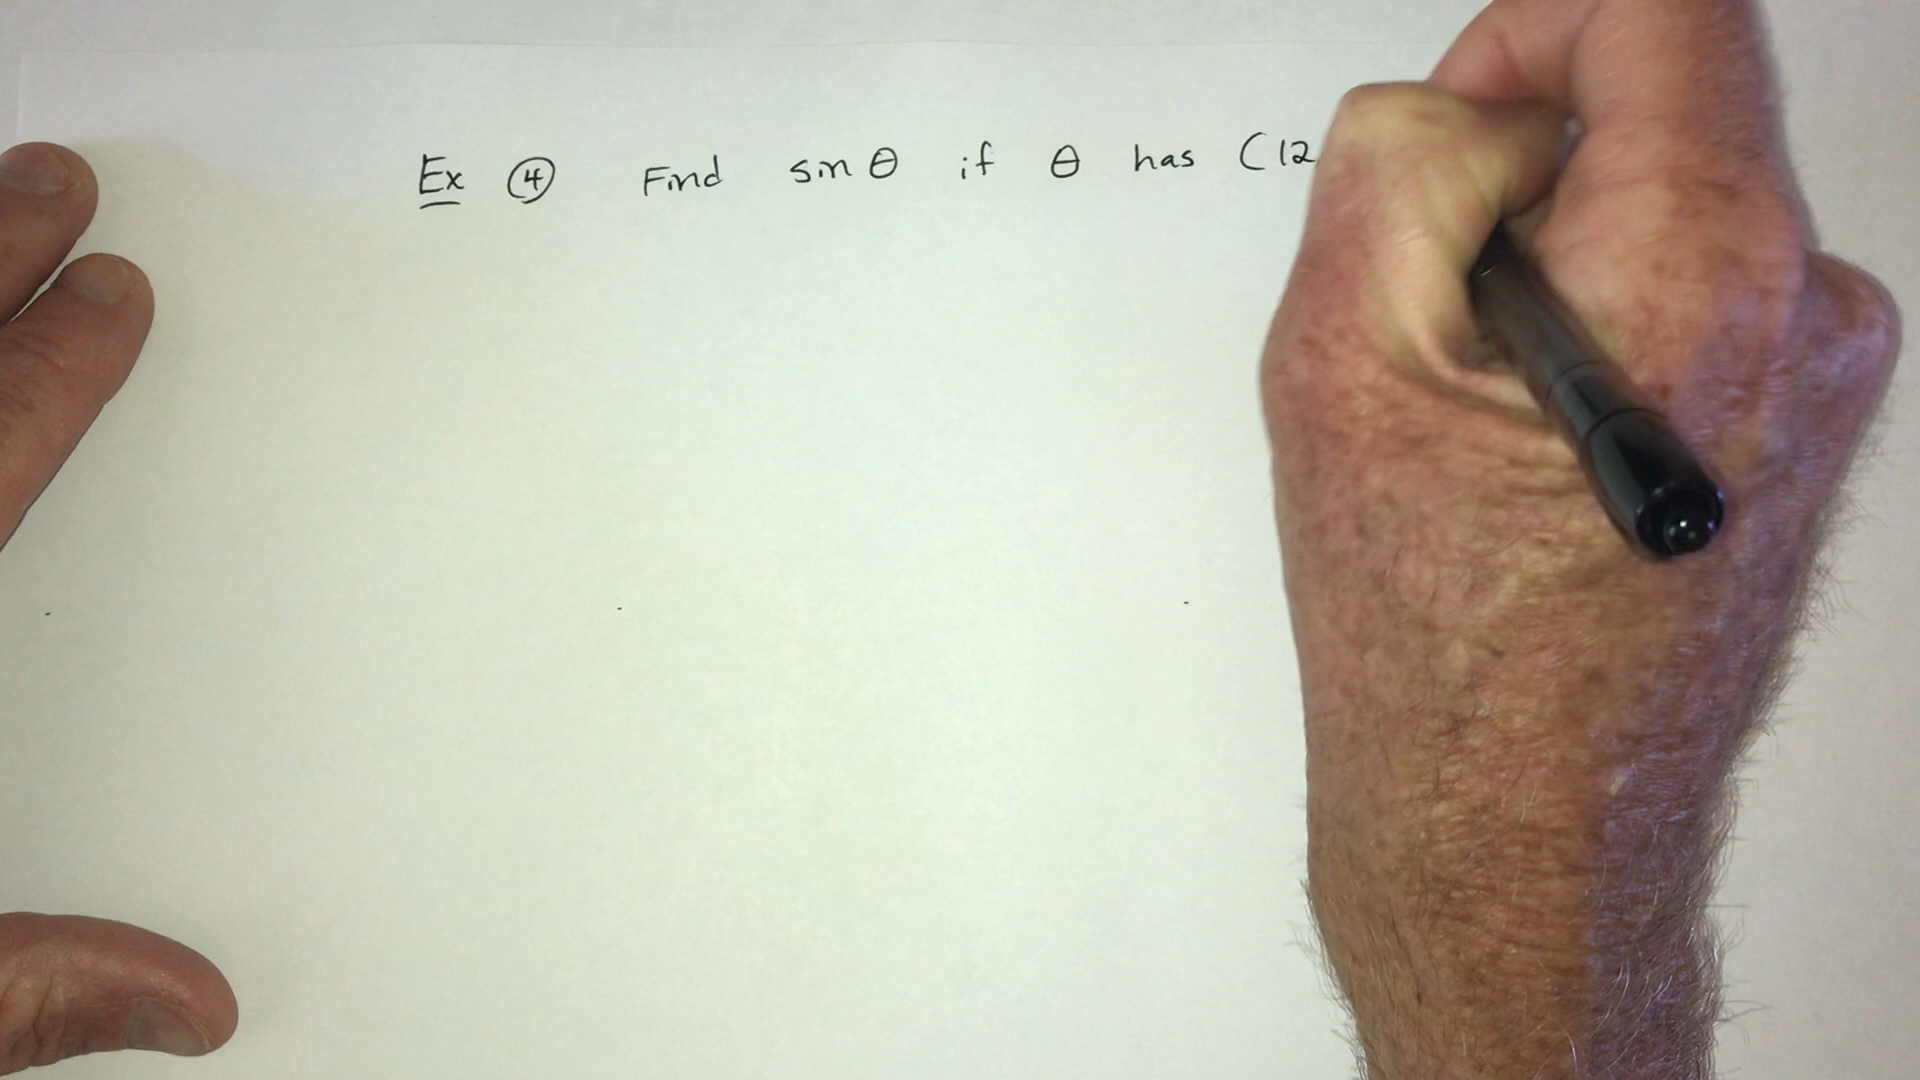 Ex ④ Find sin θ if θ has (12